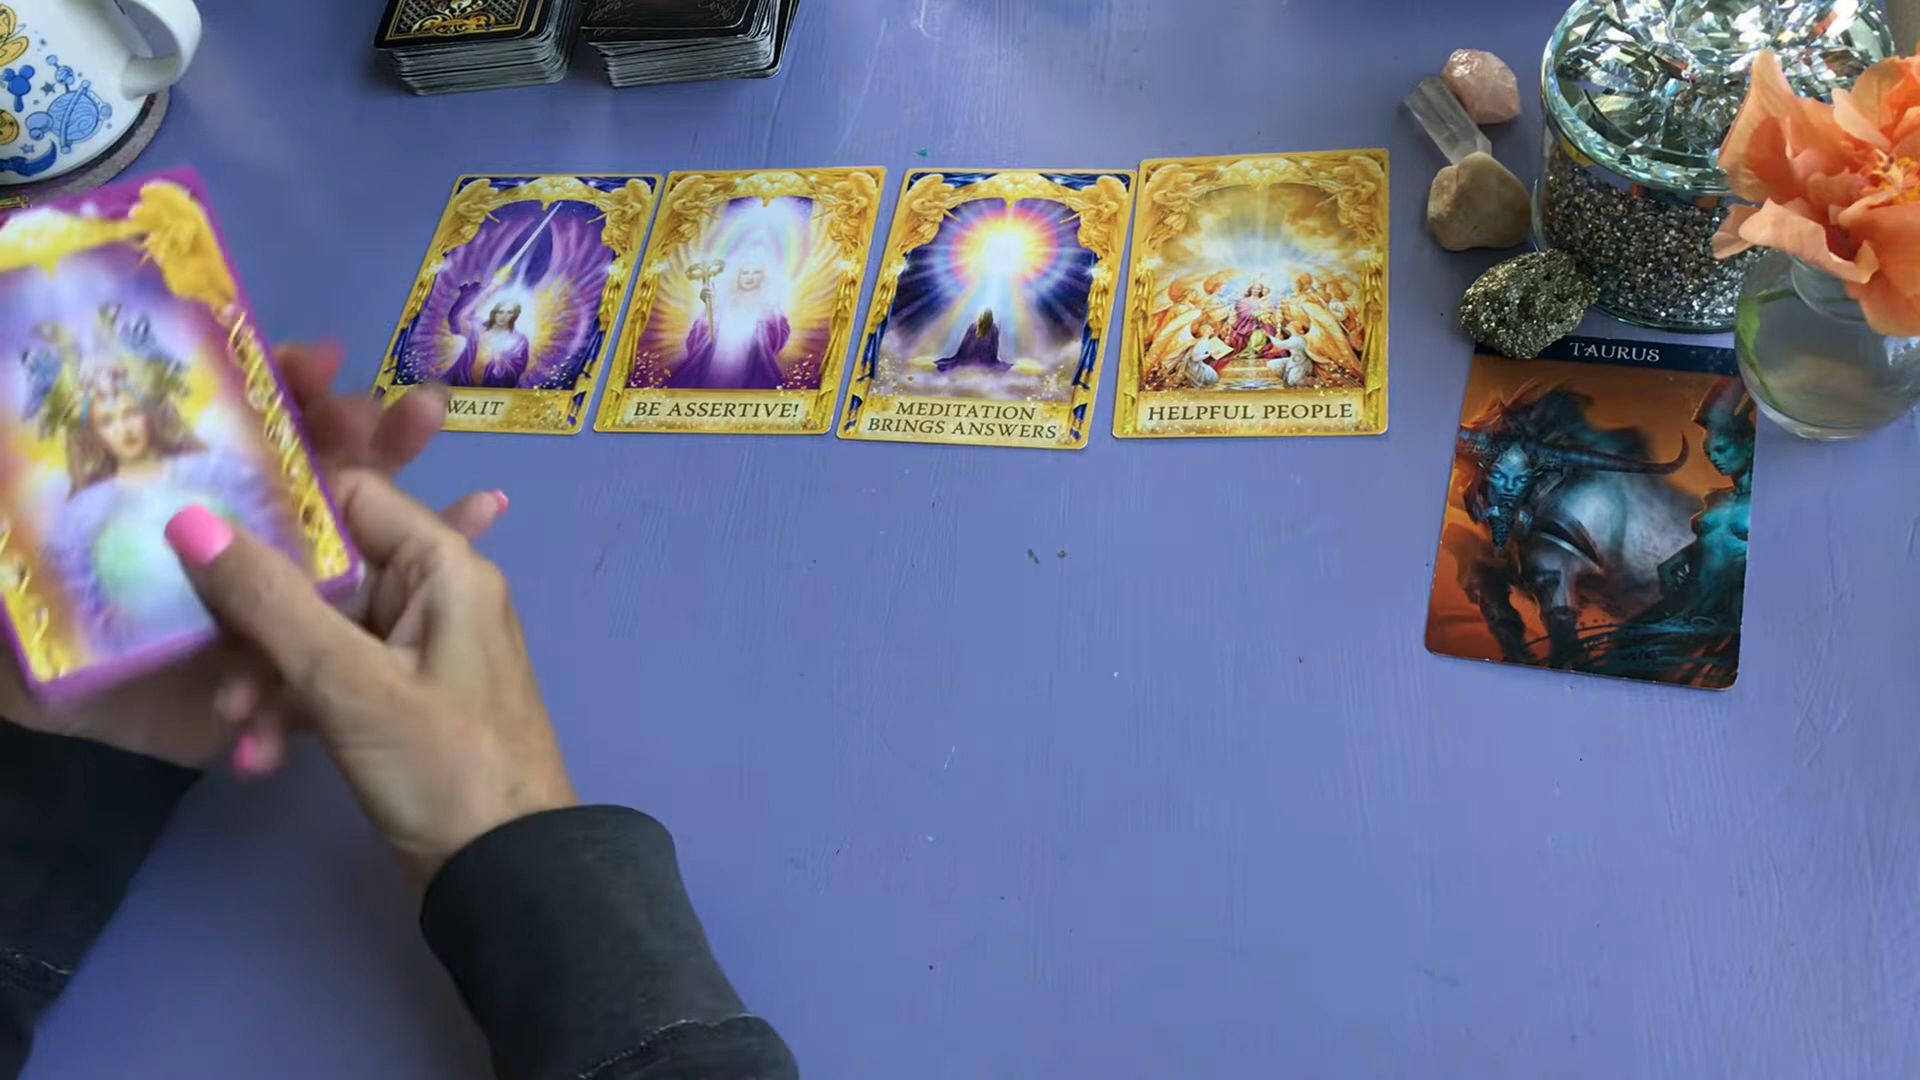 WAIT
BE ASSERTIVE!
MEDITATION
BRINGS ANSWERS
HELPFUL PEOPLE
TAURUS